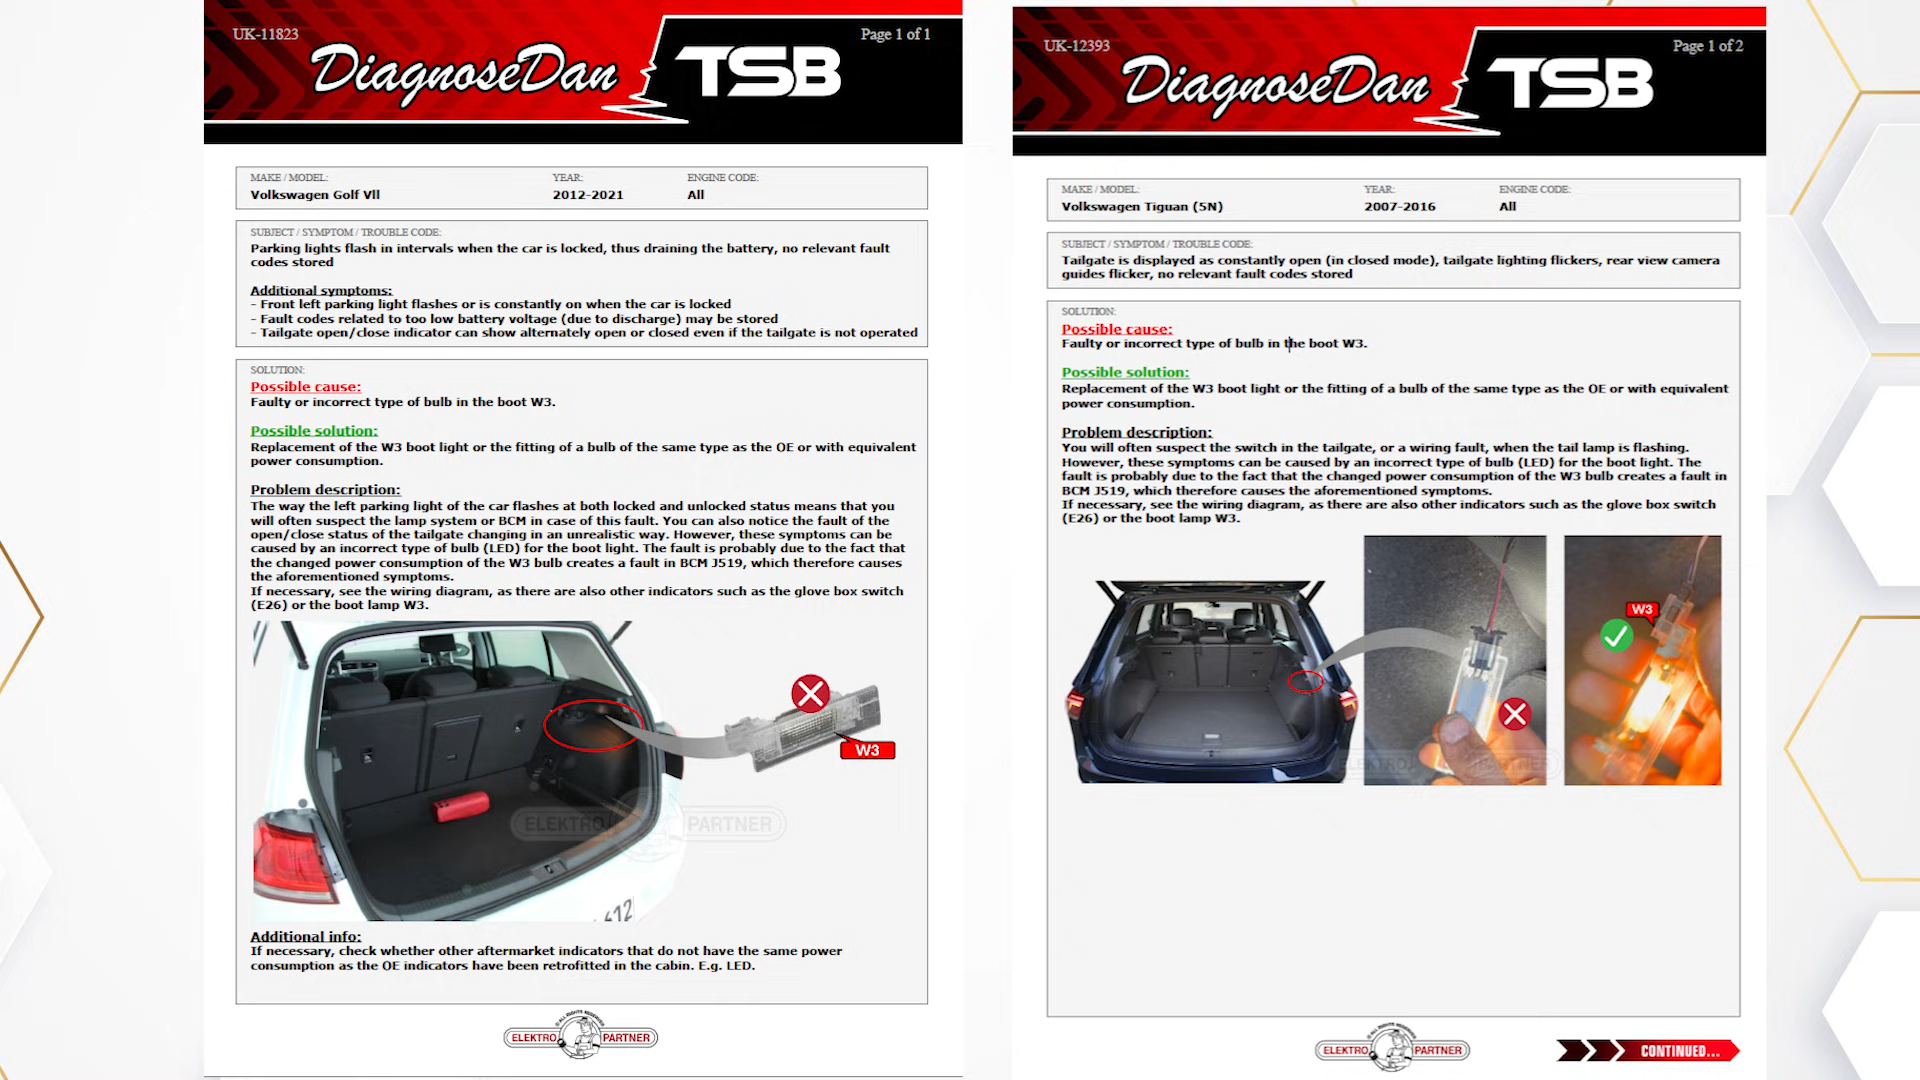 UK-11823
DiagnoseDan TSB
Page 1 of 1
MAKE / MODEL: YEAR: ENGINE CODE:
Volkswagen Golf Vll 2012-2021 All
SUBJECT / SYMPTOM / TROUBLE CODE:
Parking lights flash in intervals when the car is locked, thus draining the battery, no relevant fault
codes stored
Additional symptoms:
- Front left parking light flashes or is constantly on when the car is locked
- Fault codes related to too low battery voltage (due to discharge) may be stored
- Tailgate open/close indicator can show alternately open or closed even if the tailgate is not operated
SOLUTION:
Possible cause:
Faulty or incorrect type of bulb in the boot W3.
Possible solution:
Replacement of the W3 boot light or the fitting of a bulb of the same type as the OE or with equivalent
power consumption.
Problem description:
The way the left parking light of the car flashes at both locked and unlocked status means that you
will often suspect the lamp system or BCM in case of this fault. You can also notice the fault of the
open/close status of the tailgate changing in an unrealistic way. However, these symptoms can be
caused by an incorrect type of bulb (LED) for the boot light. The fault is probably due to the fact that
the changed power consumption of the W3 bulb creates a fault in BCM J519, which therefore causes
the aforementioned symptoms.
If necessary, see the wiring diagram, as there are also other indicators such as the glove box switch
(E26) or the boot lamp W3.
W3
ELEKTRO PARTNER
612
Additional info:
If necessary, check whether other aftermarket indicators that do not have the same power
consumption as the OE indicators have been retrofitted in the cabin. E.g. LED.
ALL RIGHTS RESERVED
ELEKTRO PARTNER
UK-12393
DiagnoseDan TSB
Page 1 of 2
MAKE / MODEL: YEAR: ENGINE CODE:
Volkswagen Tiguan (5N) 2007-2016 All
SUBJECT / SYMPTOM / TROUBLE CODE:
Tailgate is displayed as constantly open (in closed mode), tailgate lighting flickers, rear view camera
guides flicker, no relevant fault codes stored
SOLUTION:
Possible cause:
Faulty or incorrect type of bulb in the boot W3.
Possible solution:
Replacement of the W3 boot light or the fitting of a bulb of the same type as the OE or with equivalent
power consumption.
Problem description:
You will often suspect the switch in the tailgate, or a wiring fault, when the tail lamp is flashing.
However, these symptoms can be caused by an incorrect type of bulb (LED) for the boot light. The
fault is probably due to the fact that the changed power consumption of the W3 bulb creates a fault in
BCM J519, which therefore causes the aforementioned symptoms.
If necessary, see the wiring diagram, as there are also other indicators such as the glove box switch
(E26) or the boot lamp W3.
W3
ELEKTRO PARTNER
ALL RIGHTS RESERVED
ELEKTRO PARTNER
CONTINUED...